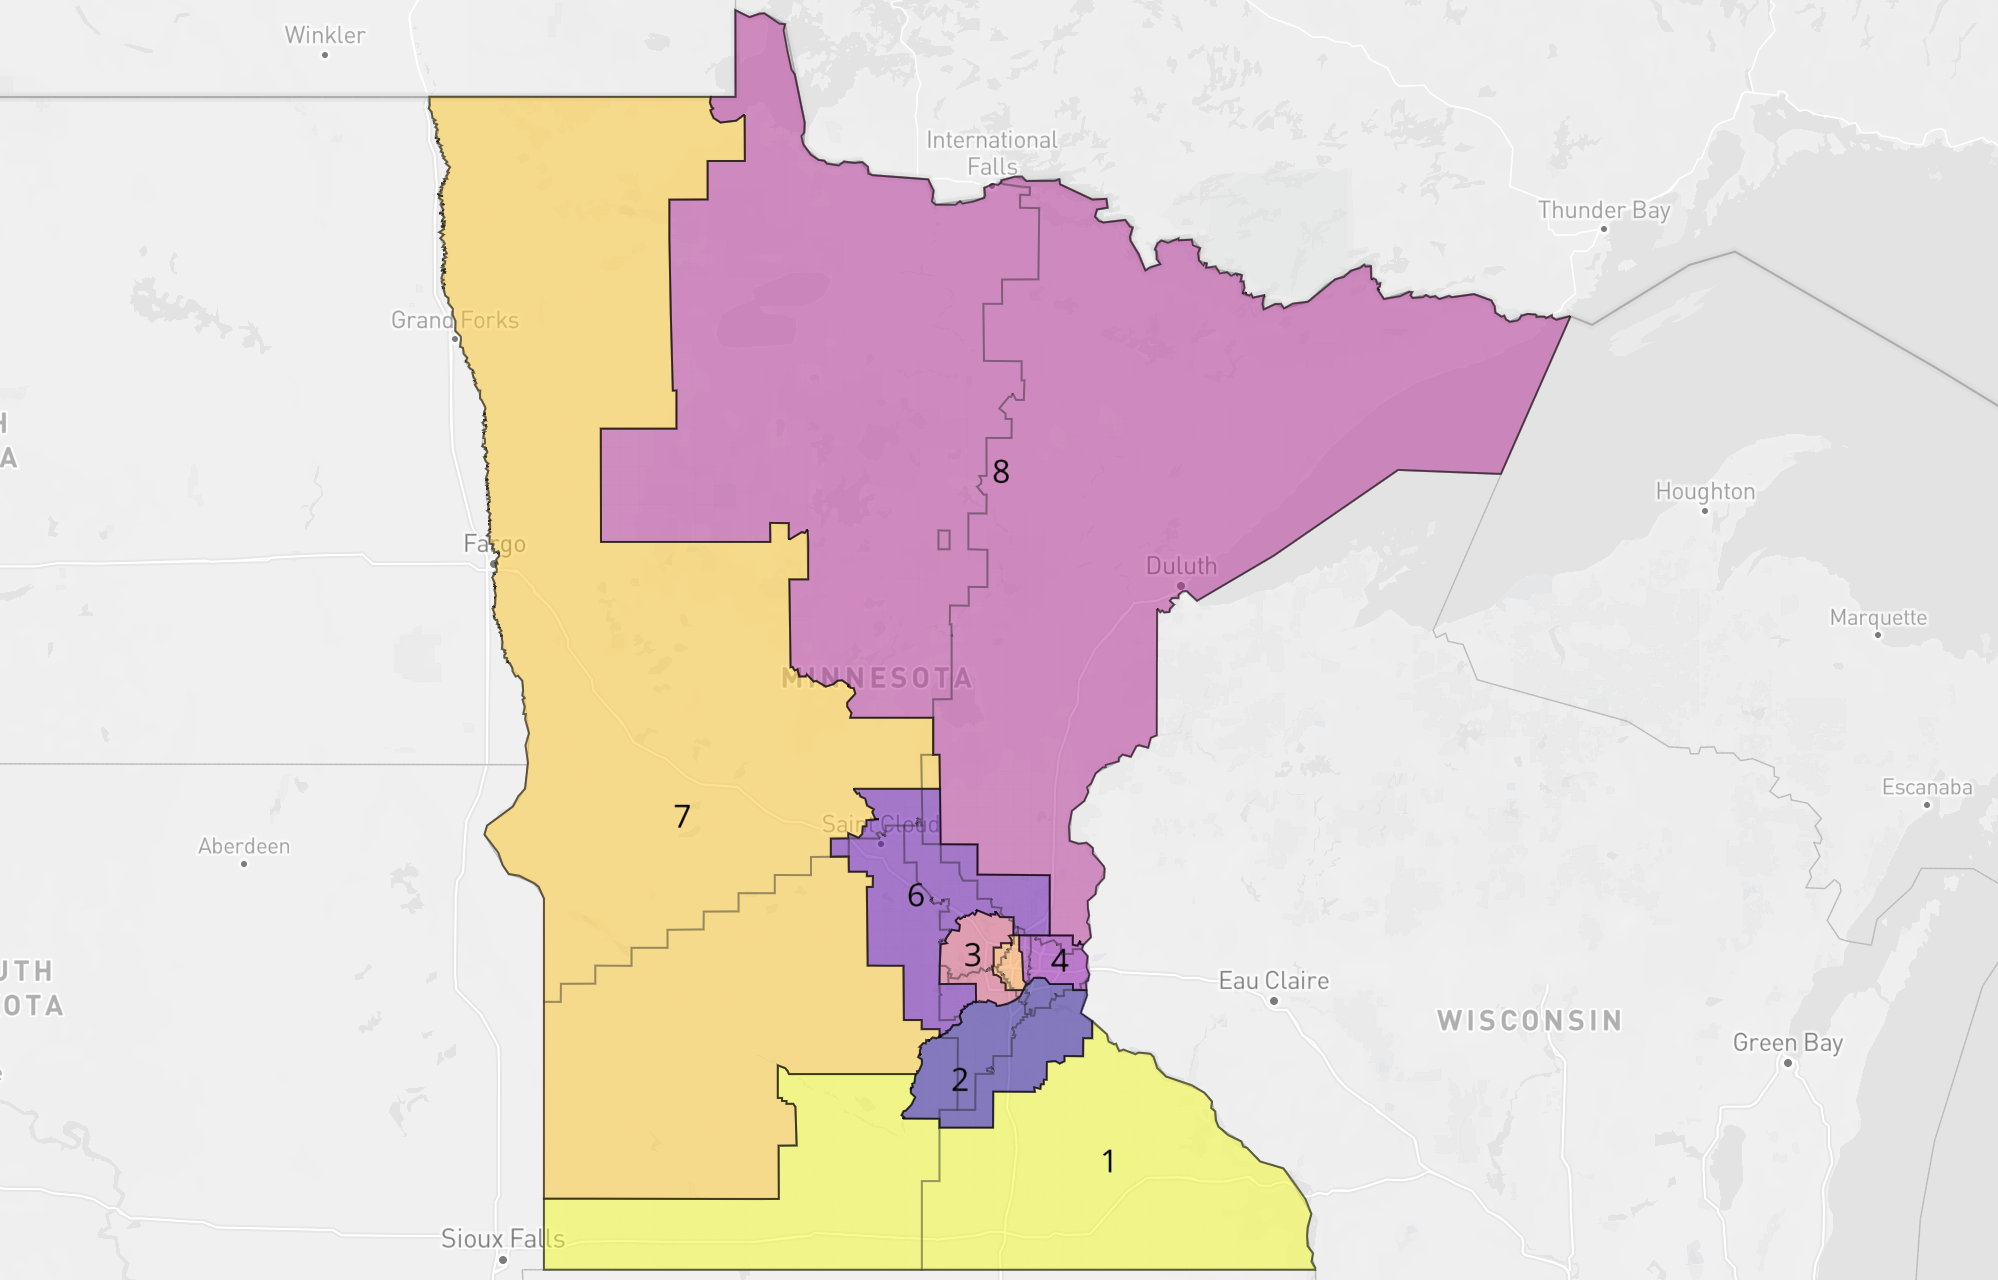 Winkler
International
Falls
Thunder Bay
Grand Forks
H
A
8
Houghton
Fargo
Duluth
Marquette
MINNESOTA
Escanaba
7
Saint Cloud
Aberdeen
6
3
4
UTH
OTA
Eau Claire
WISCONSIN
Green Bay
2
1
Sioux Falls